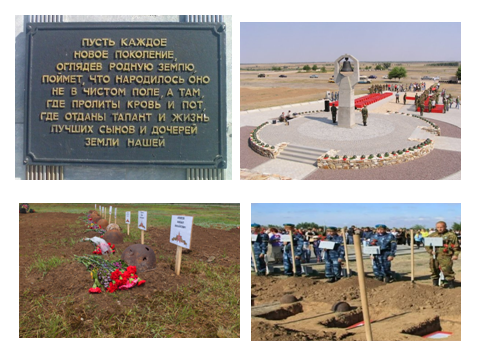 ПУСТЬ КАЖДОЕ
НОВОЕ ПОКОЛЕНИЕ,
ОГЛЯДЕВ РОДНУЮ ЗЕМЛЮ,
ПОЙМЕТ, ЧТО НАРОДИЛОСЬ ОНО
НЕ В ЧИСТОМ ПОЛЕ, А ТАМ,
ГДЕ ПРОЛИТЫ КРОВЬ И ПОТ,
ГДЕ ОТДАНЫ ТАЛАНТ И ЖИЗНЬ
ЛУЧШИХ СЫНОВ И ДОЧЕРЕЙ
ЗЕМЛИ НАШЕЙ